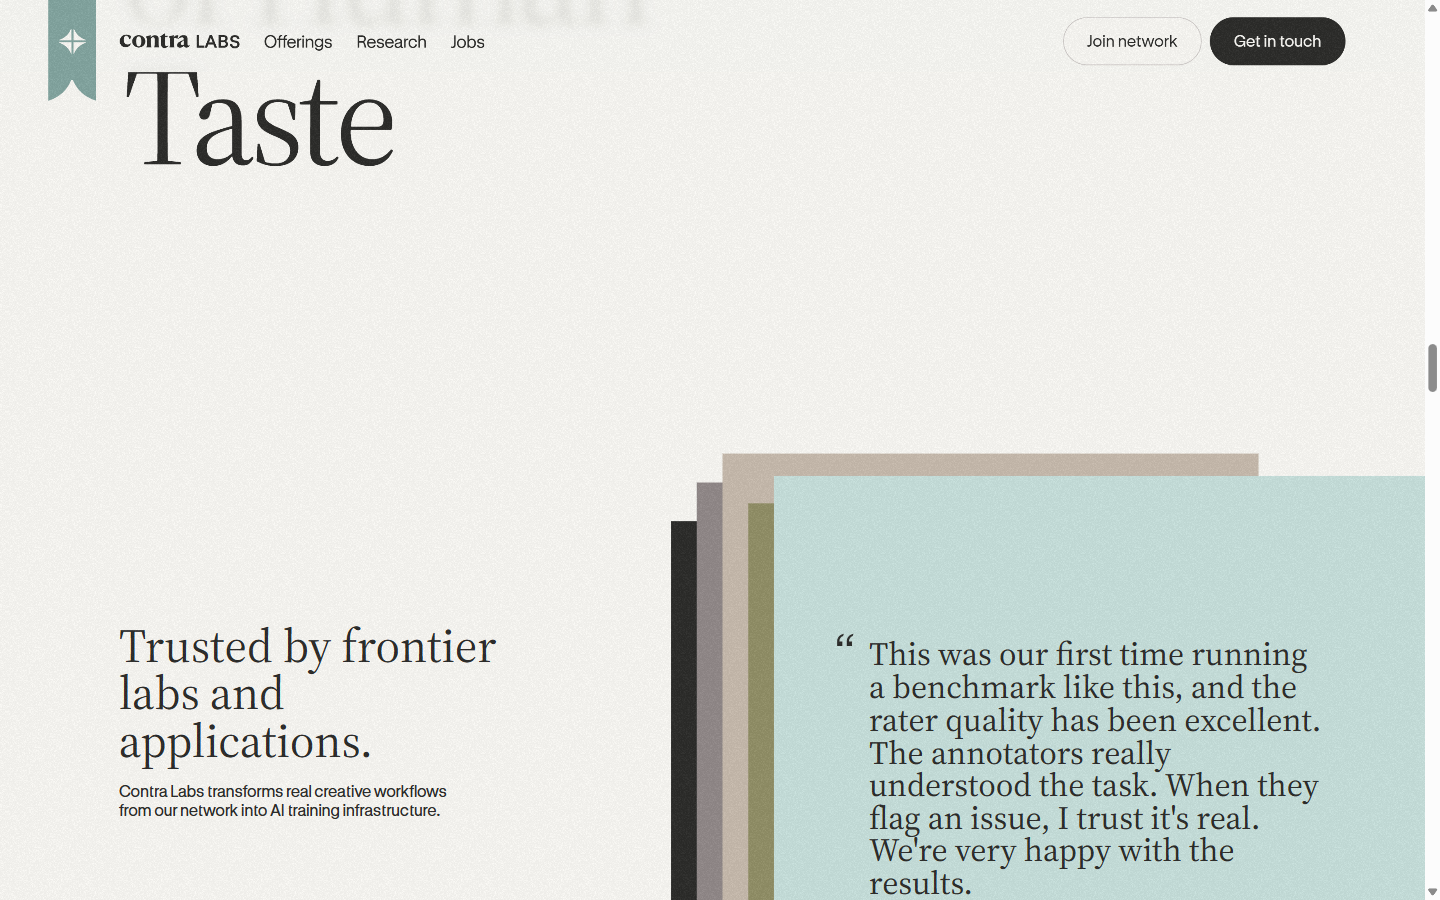 of Human
contra LABS Offerings Research Jobs Join network Get in touch
Taste
Trusted by frontier
labs and
applications.
Contra Labs transforms real creative workflows
from our network into AI training infrastructure.
“ This was our first time running
a benchmark like this, and the
rater quality has been excellent.
The annotators really
understood the task. When they
flag an issue, I trust it's real.
We're very happy with the
results.